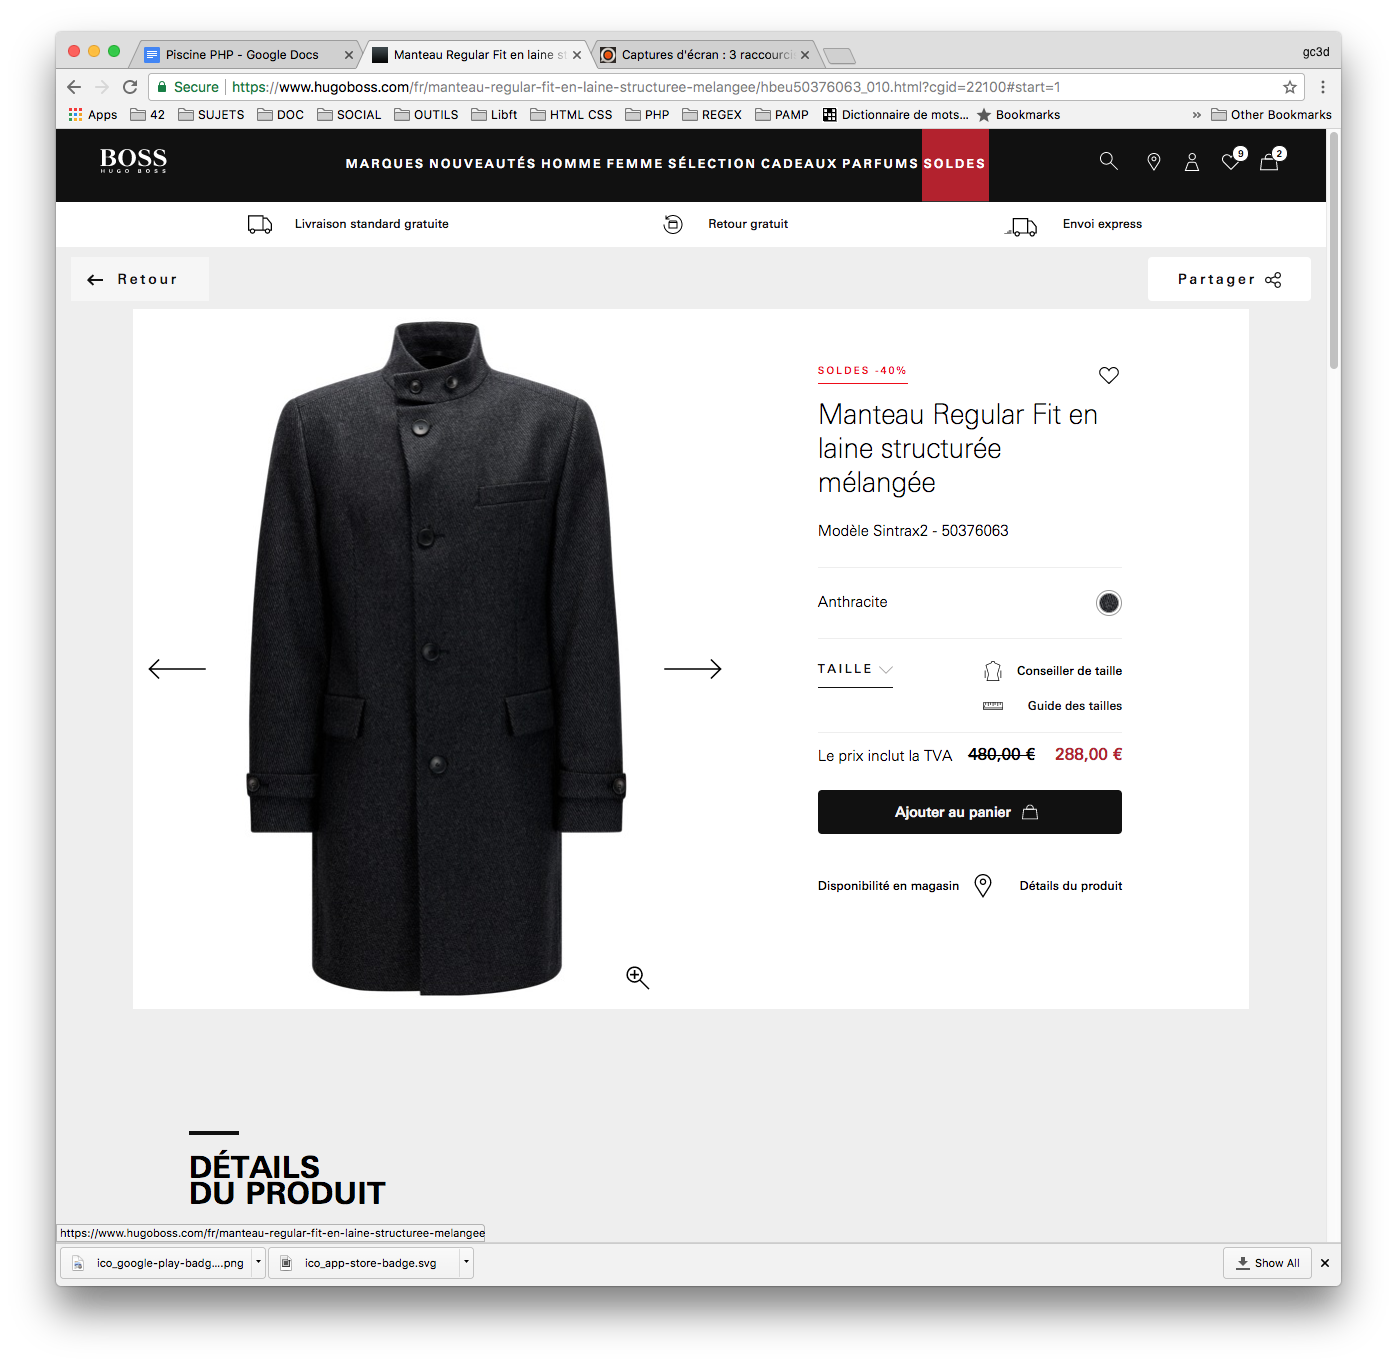 Piscine PHP - Google Docs
Manteau Regular Fit en laine st
Captures d'écran : 3 raccourci
gc3d
Secure
https://www.hugoboss.com/fr/manteau-regular-fit-en-laine-structuree-melangee/hbeu50376063_010.html?cgid=22100#start=1
Apps 42 SUJETS DOC SOCIAL OUTILS Libft HTML CSS PHP REGEX PAMP Dictionnaire de mots... Bookmarks » Other Bookmarks
BOSS
HUGO BOSS
MARQUES NOUVEAUTÉS HOMME FEMME SÉLECTION CADEAUX PARFUMS SOLDES
9
2
Livraison standard gratuite
Retour gratuit
Envoi express
Retour
Partager
SOLDES -40%
Manteau Regular Fit en
laine structurée
mélangée
Modèle Sintrax2 - 50376063
Anthracite
TAILLE
Conseiller de taille
Guide des tailles
Le prix inclut la TVA 480,00 € 288,00 €
Ajouter au panier
Disponibilité en magasin
Détails du produit
DÉTAILS
DU PRODUIT
https://www.hugoboss.com/fr/manteau-regular-fit-en-laine-structuree-melangee
ico_google-play-badg....png
ico_app-store-badge.svg
Show All